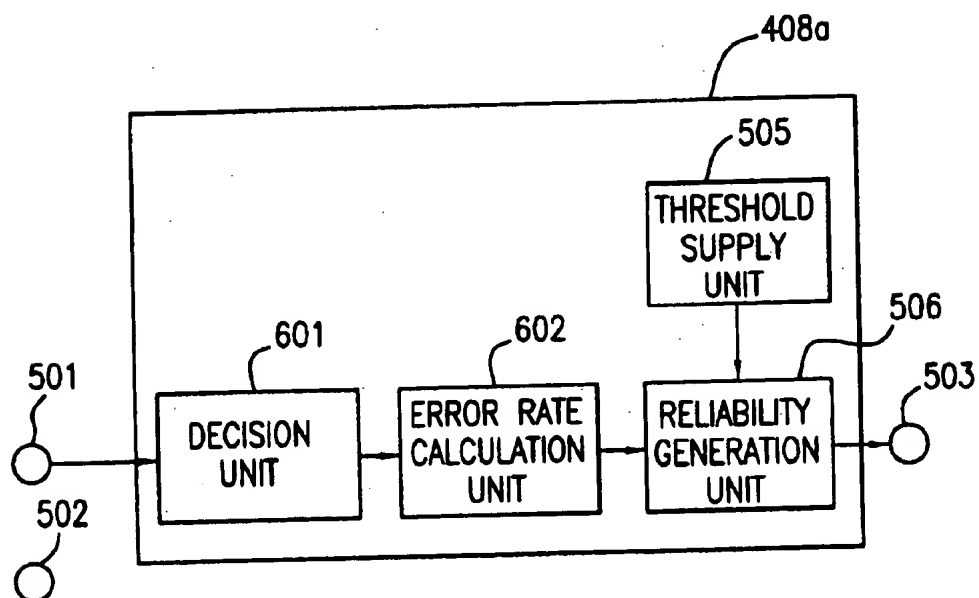 408a
505
THRESHOLD
SUPPLY
UNIT
506
601
602
501
503
DECISION
UNIT
ERROR RATE
CALCULATION
UNIT
RELIABILITY
GENERATION
UNIT
502